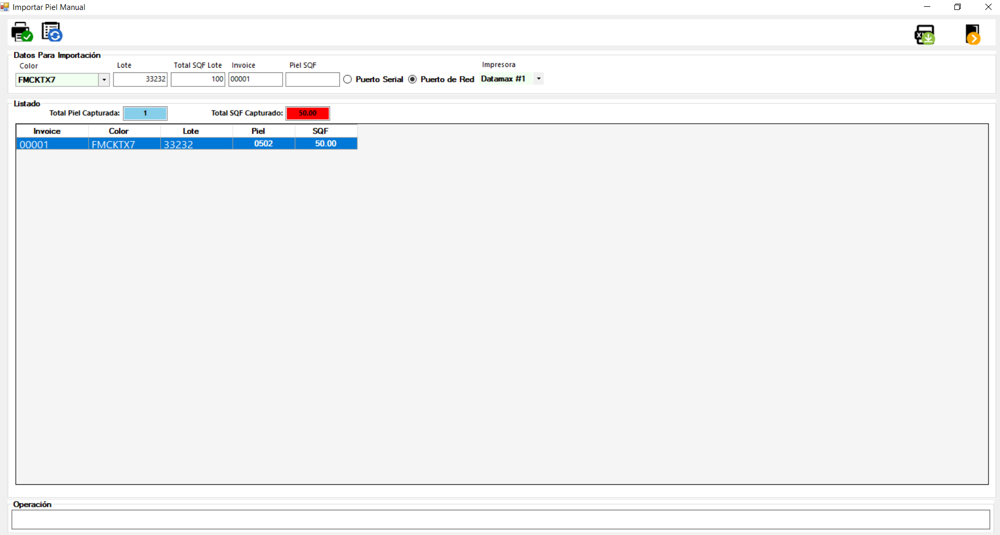 Importar Piel Manual
Datos Para Importación
Color Lote Total SQF Lote Invoice Piel SQF Impresora
FMCKTX7 33232 100 00001 Puerto Serial Puerto de Red Datamax #1
Listado
Total Piel Capturada: 1 Total SQF Capturado: 50.00
Invoice Color Lote Piel SQF
00001 FMCKTX7 33232 0502 50.00
Operación